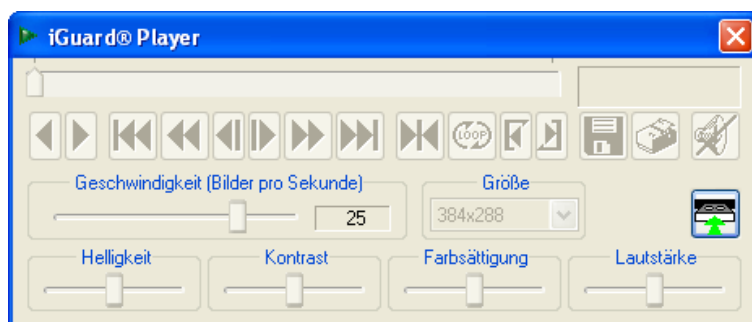 iGuard® Player
LOOP
Geschwindigkeit (Bilder pro Sekunde)
25
Größe
384x288
Helligkeit
Kontrast
Farbsättigung
Lautstärke